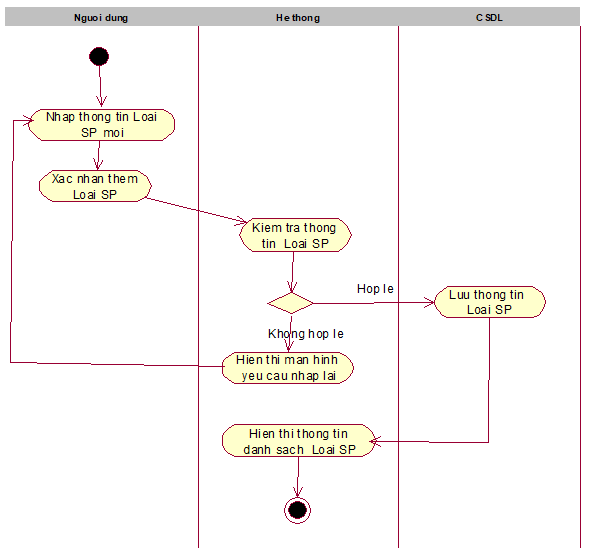 Nguoi dung
He thong
CSDL
Nhap thong tin Loai
SP moi
Xac nhan them
Loai SP
Kiem tra thong
tin Loai SP
Hop le
Luu thong tin
Loai SP
Khong hop le
Hien thi man hinh
yeu cau nhap lai
Hien thi thong tin
danh sach Loai SP